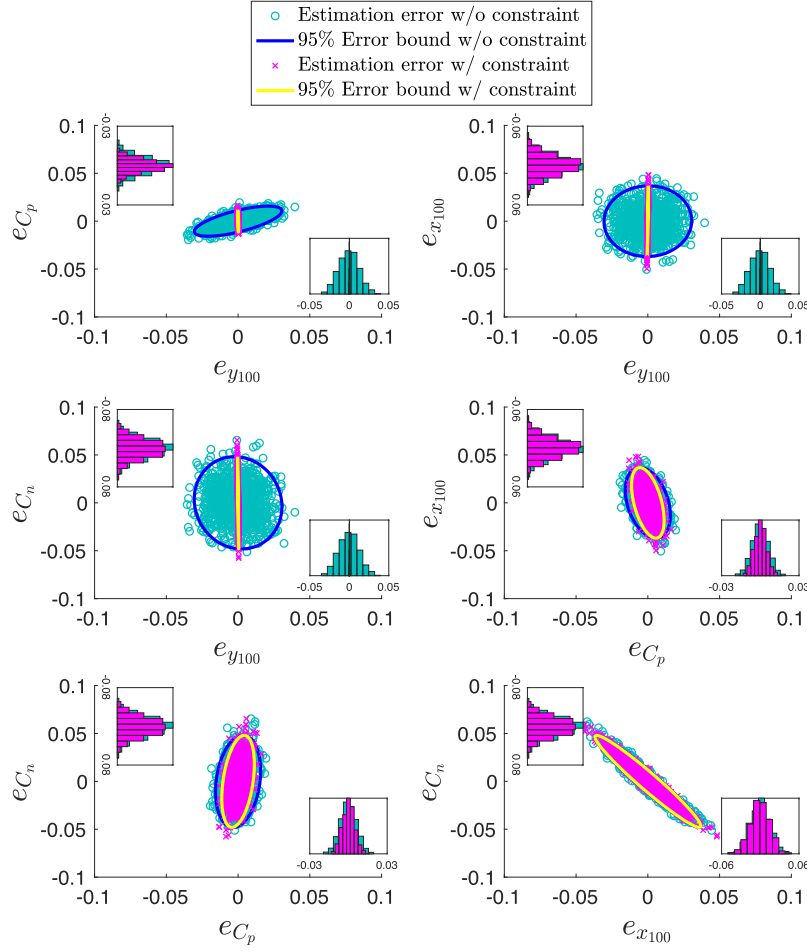 Estimation error w/o constraint
95% Error bound w/o constraint
Estimation error w/ constraint
95% Error bound w/ constraint
0.1
0.05
0
-0.05
-0.1
-0.03
0.03
-0.05 0 0.05
-0.1 -0.05 0 0.05 0.1
e_{C_p}
e_{y_{100}}
0.1
0.05
0
-0.05
-0.1
-0.06
0.06
-0.05 0 0.05
-0.1 -0.05 0 0.05 0.1
e_{x_{100}}
e_{y_{100}}
0.1
0.05
0
-0.05
-0.1
-0.08
0.08
-0.05 0 0.05
-0.1 -0.05 0 0.05 0.1
e_{C_n}
e_{y_{100}}
0.1
0.05
0
-0.05
-0.1
-0.06
0.06
-0.03 0.03
-0.1 -0.05 0 0.05 0.1
e_{x_{100}}
e_{C_p}
0.1
0.05
0
-0.05
-0.1
-0.08
0.08
-0.03 0.03
-0.1 -0.05 0 0.05 0.1
e_{C_n}
e_{C_p}
0.1
0.05
0
-0.05
-0.1
-0.08
0.08
-0.06 0.06
-0.1 -0.05 0 0.05 0.1
e_{C_n}
e_{x_{100}}